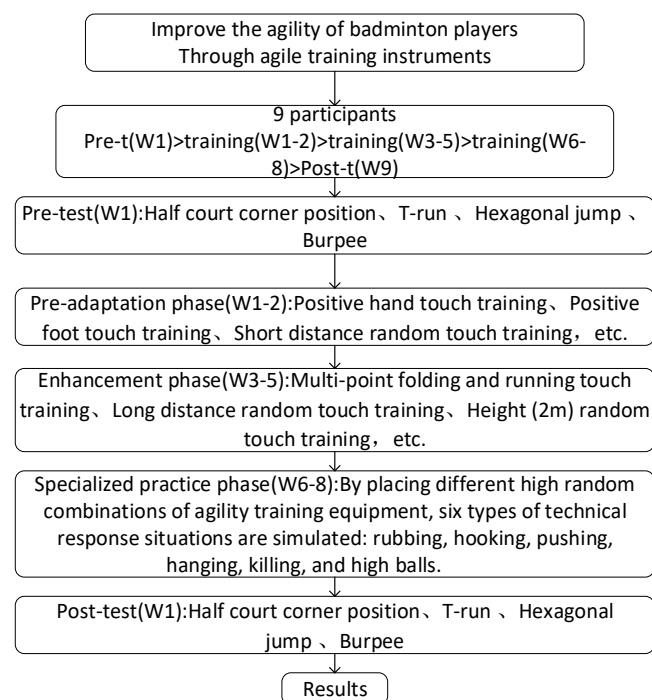 Improve the agility of badminton players
Through agile training instruments
9 participants
Pre-t(W1)>training(W1-2)>training(W3-5)>training(W6-
8)>Post-t(W9)
Pre-test(W1):Half court corner position、T-run 、Hexagonal jump 、
Burpee
Pre-adaptation phase(W1-2):Positive hand touch training、Positive
foot touch training、Short distance random touch training，etc.
Enhancement phase(W3-5):Multi-point folding and running touch
training、Long distance random touch training、Height (2m) random
touch training，etc.
Specialized practice phase(W6-8):By placing different high random
combinations of agility training equipment, six types of technical
response situations are simulated: rubbing, hooking, pushing,
hanging, killing, and high balls.
Post-test(W1):Half court corner position、T-run 、Hexagonal
jump 、Burpee
Results